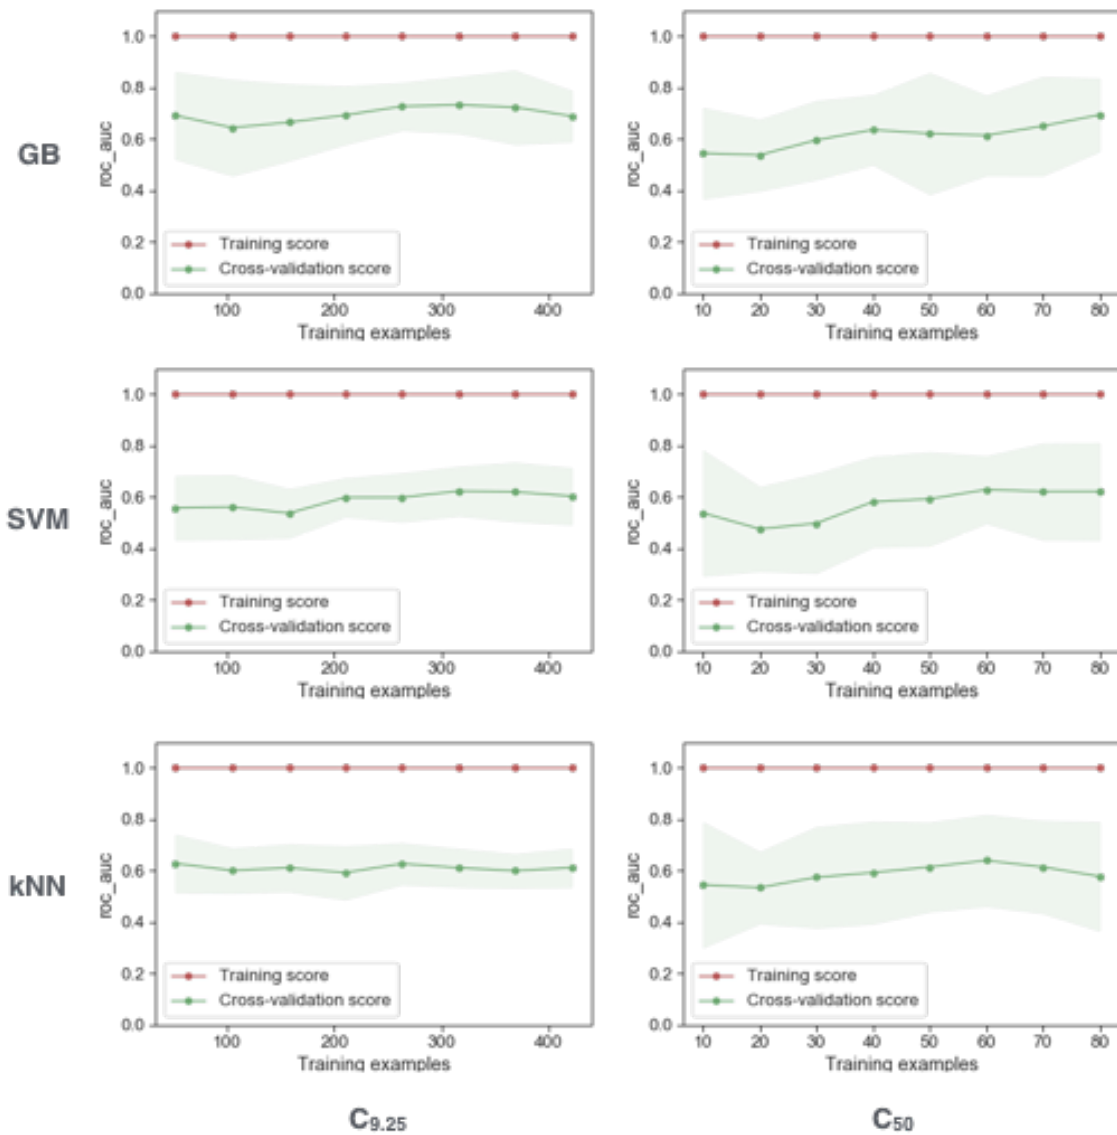 1.0
0.8
0.6
0.4
0.2
0.0
roc_auc
GB
Training score
Cross-validation score
100 200 300 400
Training examples
1.0
0.8
0.6
0.4
0.2
0.0
roc_auc
Training score
Cross-validation score
10 20 30 40 50 60 70 80
Training examples
1.0
0.8
0.6
0.4
0.2
0.0
roc_auc
SVM
Training score
Cross-validation score
100 200 300 400
Training examples
1.0
0.8
0.6
0.4
0.2
0.0
roc_auc
Training score
Cross-validation score
10 20 30 40 50 60 70 80
Training examples
1.0
0.8
0.6
0.4
0.2
0.0
roc_auc
kNN
Training score
Cross-validation score
100 200 300 400
Training examples
1.0
0.8
0.6
0.4
0.2
0.0
roc_auc
Training score
Cross-validation score
10 20 30 40 50 60 70 80
Training examples
C9.25
C50